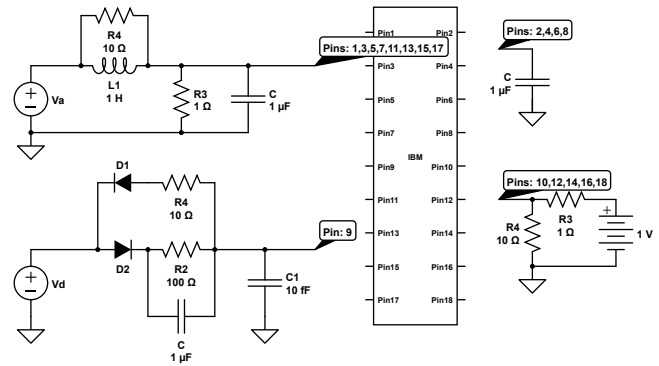 R4
10 Ω
L1
1 H
Va
R3
1 Ω
C
1 µF
Pins: 1,3,5,7,11,13,15,17
Pin1
Pin2
Pin3
Pin4
Pin5
Pin6
Pin7
Pin8
IBM
Pin9
Pin10
Pin11
Pin12
Pin13
Pin14
Pin15
Pin16
Pin17
Pin18
Pins: 2,4,6,8
C
1 µF
D1
R4
10 Ω
D2
R2
100 Ω
C
1 µF
Vd
C1
10 fF
Pin: 9
Pins: 10,12,14,16,18
R4
10 Ω
R3
1 Ω
+
1 V